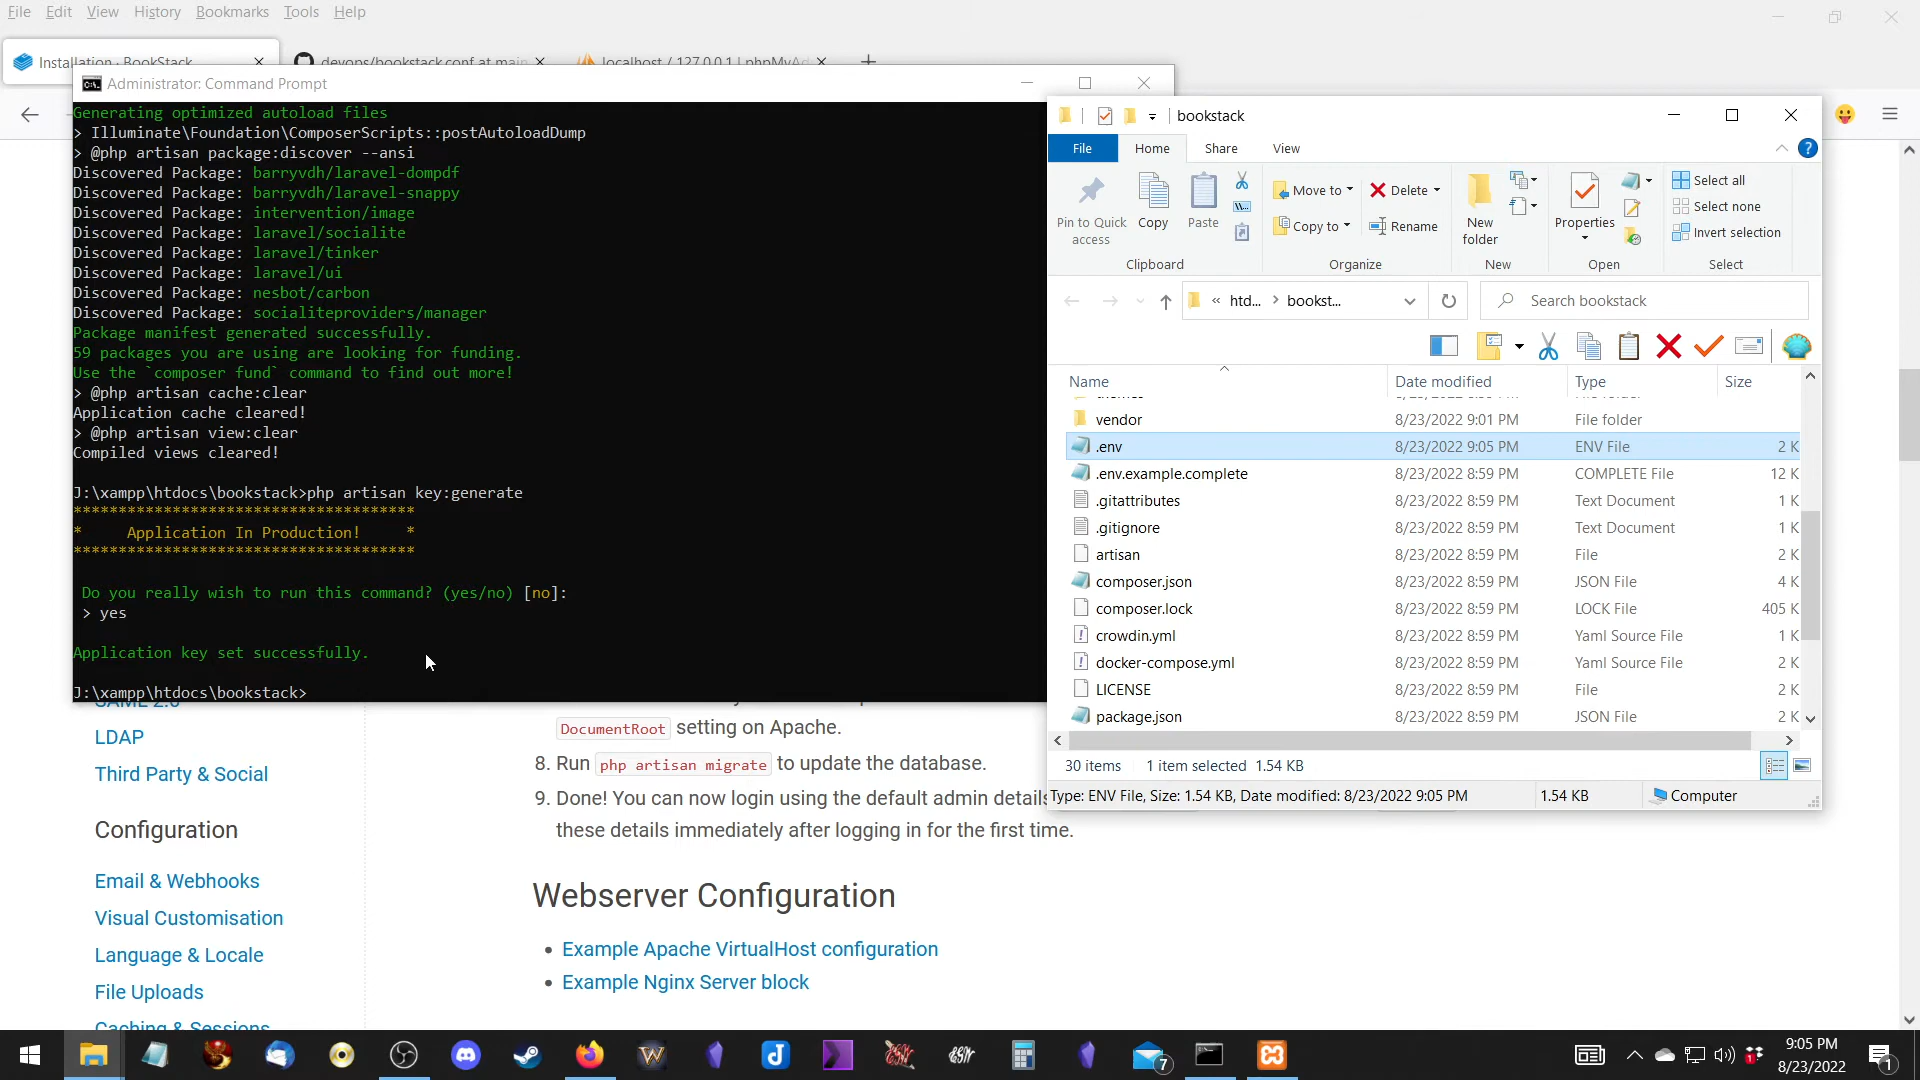 File Edit View History Bookmarks Tools Help
Installation · BookStack
devops/bookstack.conf at main
localhost / 127.0.0.1 | phpMyAd
Administrator: Command Prompt
Generating optimized autoload files
> Illuminate\Foundation\ComposerScripts::postAutoloadDump
> @php artisan package:discover --ansi
Discovered Package: barryvdh/laravel-dompdf
Discovered Package: barryvdh/laravel-snappy
Discovered Package: intervention/image
Discovered Package: laravel/socialite
Discovered Package: laravel/tinker
Discovered Package: laravel/ui
Discovered Package: nesbot/carbon
Discovered Package: socialiteproviders/manager
Package manifest generated successfully.
59 packages you are using are looking for funding.
Use the `composer fund` command to find out more!
> @php artisan cache:clear
Application cache cleared!
> @php artisan view:clear
Compiled views cleared!
J:\xampp\htdocs\bookstack>php artisan key:generate
**************************************
* Application In Production! *
**************************************
Do you really wish to run this command? (yes/no) [no]:
> yes
Application key set successfully.
J:\xampp\htdocs\bookstack>
bookstack
File Home Share View
Pin to Quick access
Copy
Paste
Clipboard
Move to
Copy to
Delete
Rename
Organize
New folder
New
Properties
Open
Select all
Select none
Invert selection
Select
« htd... > bookst...
Search bookstack
Name Date modified Type Size
vendor 8/23/2022 9:01 PM File folder
.env 8/23/2022 9:05 PM ENV File 2 K
.env.example.complete 8/23/2022 8:59 PM COMPLETE File 12 K
.gitattributes 8/23/2022 8:59 PM Text Document 1 K
.gitignore 8/23/2022 8:59 PM Text Document 1 K
artisan 8/23/2022 8:59 PM File 2 K
composer.json 8/23/2022 8:59 PM JSON File 4 K
composer.lock 8/23/2022 8:59 PM LOCK File 405 K
crowdin.yml 8/23/2022 8:59 PM Yaml Source File 1 K
docker-compose.yml 8/23/2022 8:59 PM Yaml Source File 2 K
LICENSE 8/23/2022 8:59 PM File 2 K
package.json 8/23/2022 8:59 PM JSON File 2 K
30 items 1 item selected 1.54 KB
Type: ENV File, Size: 1.54 KB, Date modified: 8/23/2022 9:05 PM 1.54 KB Computer
SAML 2.0
LDAP
Third Party & Social
Configuration
Email & Webhooks
Visual Customisation
Language & Locale
File Uploads
Caching & Sessions
DocumentRoot setting on Apache.
8. Run php artisan migrate to update the database.
9. Done! You can now login using the default admin details
these details immediately after logging in for the first time.
Webserver Configuration
Example Apache VirtualHost configuration
Example Nginx Server block
7
9:05 PM
8/23/2022
1